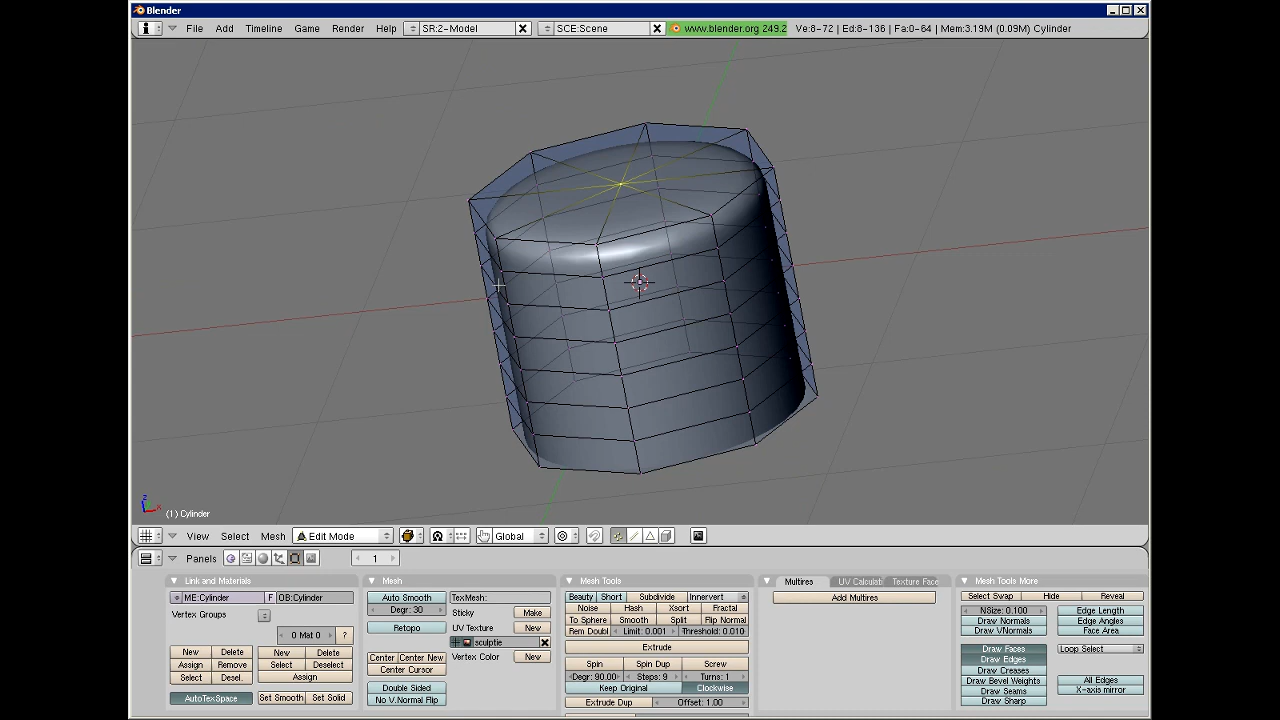 Blender
File Add Timeline Game Render Help SR:2-Model SCE:Scene www.blender.org 249.2 Ve:8-72 | Ed:8-136 | Fa:0-64 | Mem:3.19M (0.09M) Cylinder
(1) Cylinder
View Select Mesh Edit Mode Global
Panels 1
Link and Materials Mesh Mesh Tools Multires UV Calculati Texture Face Mesh Tools More
ME:Cylinder F OB:Cylinder Auto Smooth TexMesh: Beauty Short Subdivide Innervert Add Multires Select Swap Hide Reveal
Vertex Groups Degr: 30 Sticky Make Noise Hash Xsort Fractal NSize: 0.100 Edge Length
0 Mat 0 ? Retopo UV Texture New To Sphere Smooth Split Flip Normal Draw Normals Edge Angles
sculptie Rem Doubl Limit: 0.001 Threshold: 0.010 Draw VNormals Face Area
New Delete New Delete Center Center New Vertex Color New Extrude Draw Faces Loop Select
Assign Remove Select Deselect Center Cursor Spin Spin Dup Screw Draw Edges
Select Desel. Assign Degr: 90.00 Steps: 9 Turns: 1 Draw Creases
Double Sided Keep Original Clockwise Draw Bevel Weights All Edges
AutoTexSpace Set Smooth Set Solid No V.Normal Flip Extrude Dup Offset: 1.00 Draw Seams X-axis mirror
Draw Sharp